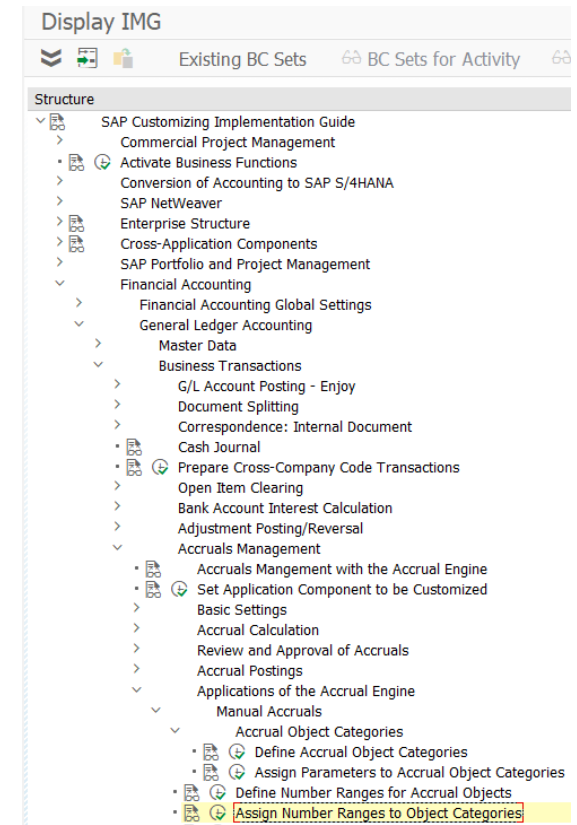 Display IMG
Existing BC Sets BC Sets for Activity
Structure
SAP Customizing Implementation Guide
Commercial Project Management
Activate Business Functions
Conversion of Accounting to SAP S/4HANA
SAP NetWeaver
Enterprise Structure
Cross-Application Components
SAP Portfolio and Project Management
Financial Accounting
Financial Accounting Global Settings
General Ledger Accounting
Master Data
Business Transactions
G/L Account Posting - Enjoy
Document Splitting
Correspondence: Internal Document
Cash Journal
Prepare Cross-Company Code Transactions
Open Item Clearing
Bank Account Interest Calculation
Adjustment Posting/Reversal
Accruals Management
Accruals Mangement with the Accrual Engine
Set Application Component to be Customized
Basic Settings
Accrual Calculation
Review and Approval of Accruals
Accrual Postings
Applications of the Accrual Engine
Manual Accruals
Accrual Object Categories
Define Accrual Object Categories
Assign Parameters to Accrual Object Categories
Define Number Ranges for Accrual Objects
Assign Number Ranges to Object Categories